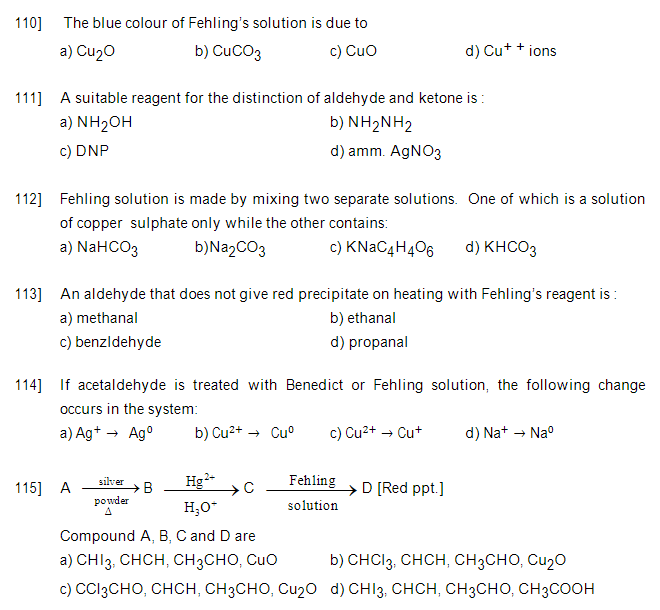 110] The blue colour of Fehling's solution is due to
a) Cu₂O b) CuCO₃ c) CuO d) Cu⁺ ⁺ ions
111] A suitable reagent for the distinction of aldehyde and ketone is :
a) NH₂OH b) NH₂NH₂
c) DNP d) amm. AgNO₃
112] Fehling solution is made by mixing two separate solutions. One of which is a solution
of copper sulphate only while the other contains:
a) NaHCO₃ b)Na₂CO₃ c) KNaC₄H₄O₆ d) KHCO₃
113] An aldehyde that does not give red precipitate on heating with Fehling's reagent is :
a) methanal b) ethanal
c) benzldehyde d) propanal
114] If acetaldehyde is treated with Benedict or Fehling solution, the following change
occurs in the system:
a) Ag⁺ → Ag⁰ b) Cu²⁺ → Cu⁰ c) Cu²⁺ → Cu⁺ d) Na⁺ → Na⁰
115] A silver powder Δ → B Hg²⁺ H₃O⁺ → C Fehling solution → D [Red ppt.]
Compound A, B, C and D are
a) CHI₃, CHCH, CH₃CHO, CuO b) CHCl₃, CHCH, CH₃CHO, Cu₂O
c) CCl₃CHO, CHCH, CH₃CHO, Cu₂O d) CHI₃, CHCH, CH₃CHO, CH₃COOH